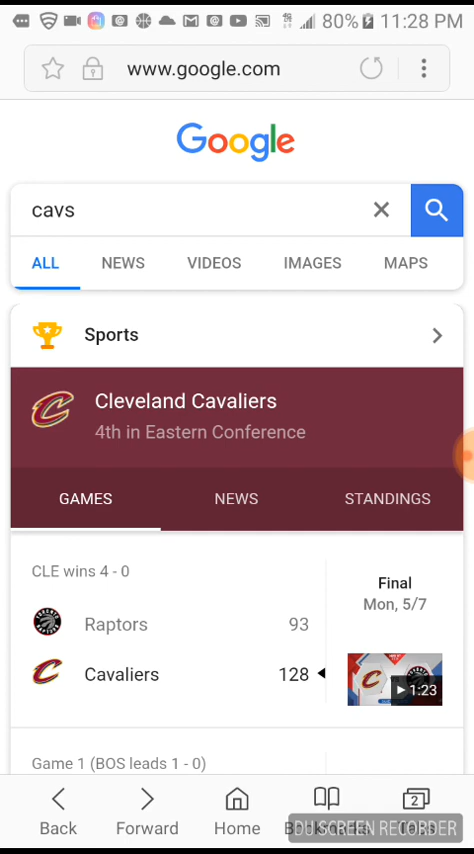 80% 11:28 PM
www.google.com
Google
cavs
ALL NEWS VIDEOS IMAGES MAPS
Sports
Cleveland Cavaliers
4th in Eastern Conference
GAMES NEWS STANDINGS
CLE wins 4 - 0
Final
Mon, 5/7
Raptors 93
Cavaliers 128
1:23
Game 1 (BOS leads 1 - 0)
2
Back Forward Home
DU SCREEN RECORDER